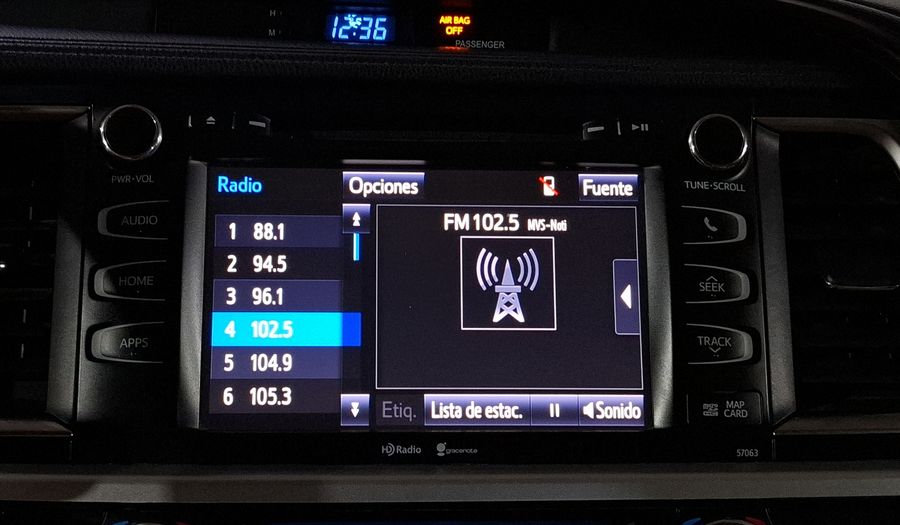 H
M
12:36
AIR BAG
OFF
PASSENGER
PWR•VOL
TUNE•SCROLL
AUDIO
HOME
APPS
SEEK
TRACK
MAP
CARD
Radio
Opciones
Fuente
1 88.1
2 94.5
3 96.1
4 102.5
5 104.9
6 105.3
FM 102.5 MVS-Noti
Etiq.
Lista de estac.
Sonido
HD Radio
gracenote
57063